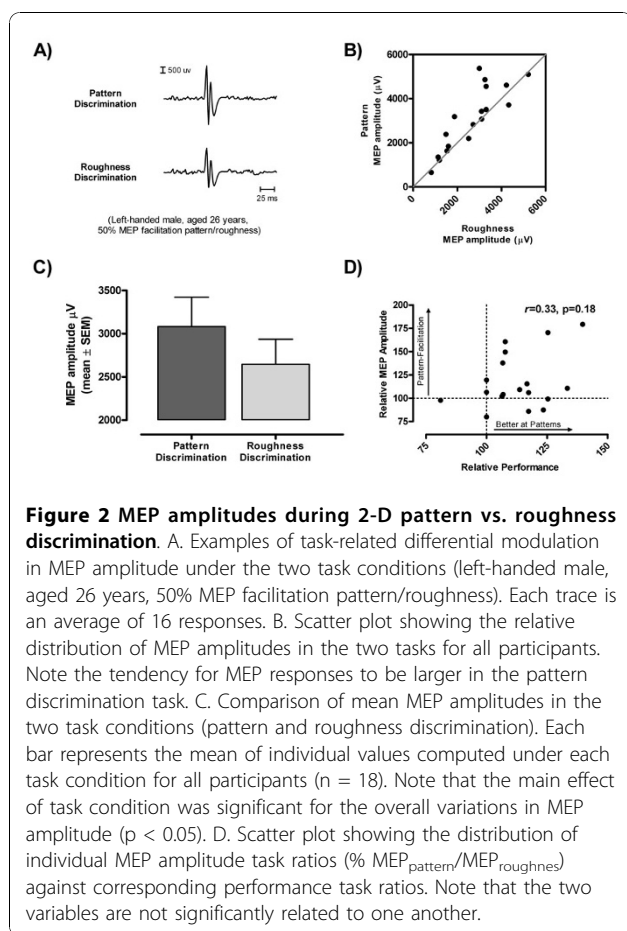 A)
500 uv
Pattern
Discrimination
Roughness
Discrimination
25 ms
(Left-handed male, aged 26 years,
50% MEP facilitation pattern/roughness)
B)
Pattern
MEP amplitude (µV)
6000
4000
2000
0
0
2000
4000
6000
Roughness
MEP amplitude (µV)
C)
MEP amplitude µV
(mean ± SEM)
3500
3000
2500
2000
Pattern
Discrimination
Roughness
Discrimination
D)
r=0.33, p=0.18
Relative MEP Amplitude
Pattern-Facilitation
200
175
150
125
100
75
Better at Patterns
75
100
125
150
Relative Performance
Figure 2 MEP amplitudes during 2-D pattern vs. roughness
discrimination. A. Examples of task-related differential modulation
in MEP amplitude under the two task conditions (left-handed male,
aged 26 years, 50% MEP facilitation pattern/roughness). Each trace is
an average of 16 responses. B. Scatter plot showing the relative
distribution of MEP amplitudes in the two tasks for all participants.
Note the tendency for MEP responses to be larger in the pattern
discrimination task. C. Comparison of mean MEP amplitudes in the
two task conditions (pattern and roughness discrimination). Each
bar represents the mean of individual values computed under each
task condition for all participants (n = 18). Note that the main effect
of task condition was significant for the overall variations in MEP
amplitude (p < 0.05). D. Scatter plot showing the distribution of
individual MEP amplitude task ratios (% MEPpattern/MEProughnes)
against corresponding performance task ratios. Note that the two
variables are not significantly related to one another.